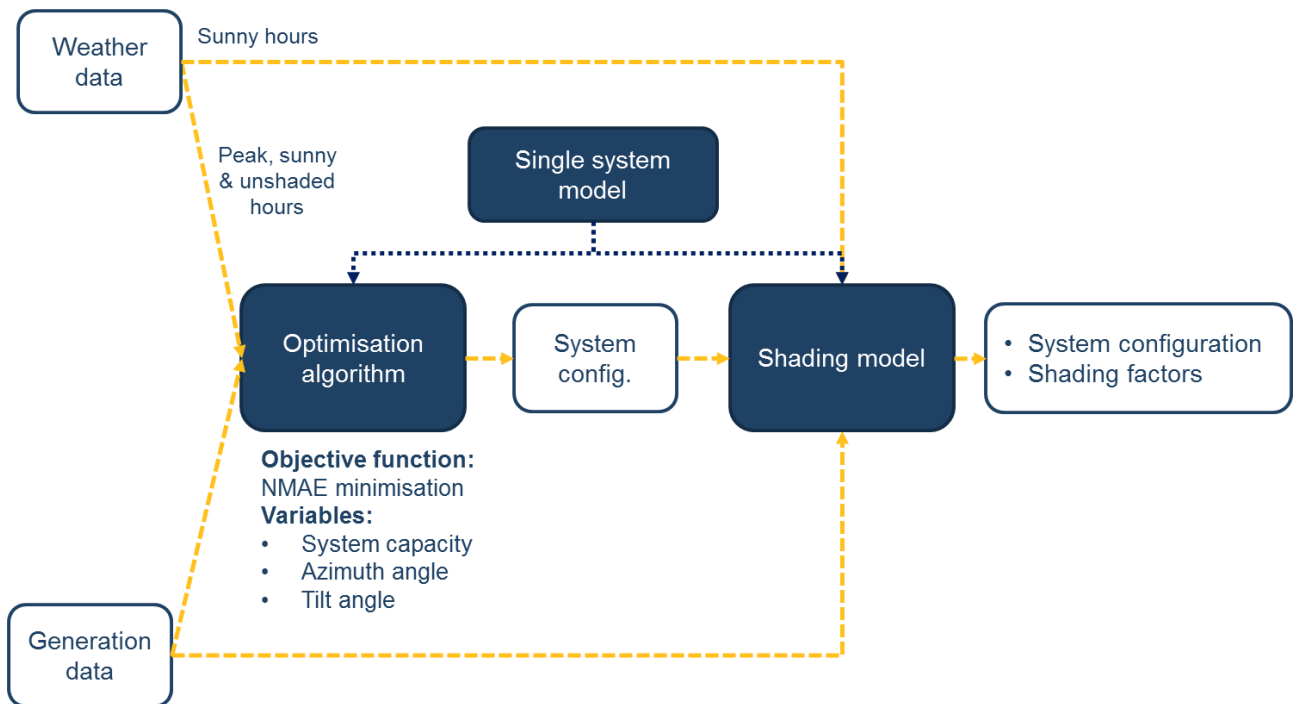 Weather
data
Sunny hours
Peak, sunny
& unshaded
hours
Single system
model
Optimisation
algorithm
System
config.
Shading model
• System configuration
• Shading factors
Objective function:
NMAE minimisation
Variables:
• System capacity
• Azimuth angle
• Tilt angle
Generation
data